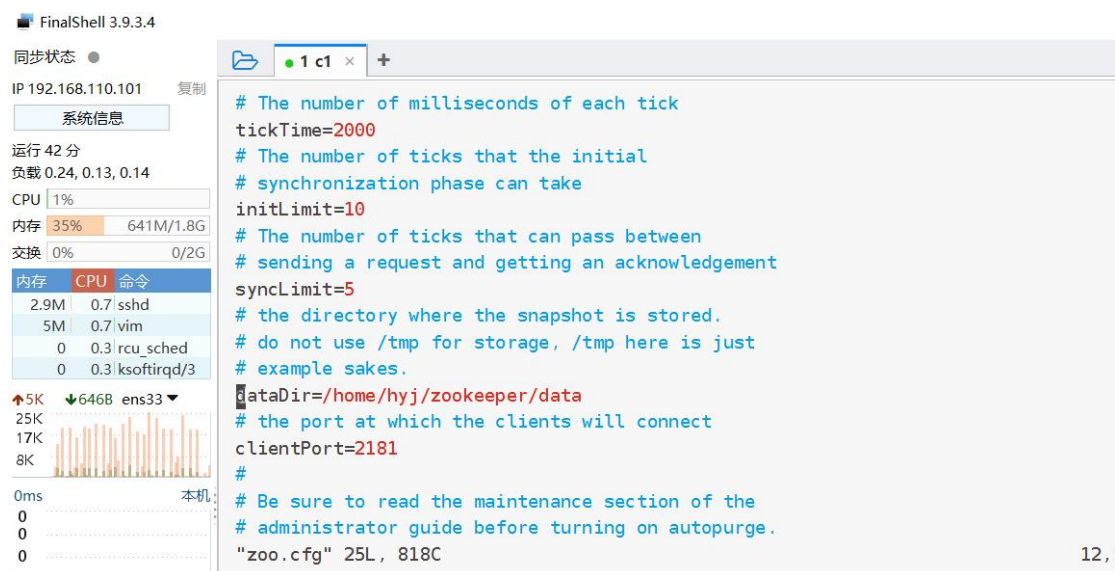 FinalShell 3.9.3.4
同步状态
IP 192.168.110.101 复制
系统信息
运行 42 分
负载 0.24, 0.13, 0.14
CPU 1%
内存 35% 641M/1.8G
交换 0% 0/2G
内存 CPU 命令
2.9M 0.7 sshd
5M 0.7 vim
0 0.3 rcu_sched
0 0.3 ksoftirqd/3
5K 646B ens33
25K
17K
8K
0ms 本机
0
0
0
1 c1 × +
# The number of milliseconds of each tick
tickTime=2000
# The number of ticks that the initial
# synchronization phase can take
initLimit=10
# The number of ticks that can pass between
# sending a request and getting an acknowledgement
syncLimit=5
# the directory where the snapshot is stored.
# do not use /tmp for storage, /tmp here is just
# example sakes.
dataDir=/home/hyj/zookeeper/data
# the port at which the clients will connect
clientPort=2181
#
# Be sure to read the maintenance section of the
# administrator guide before turning on autopurge.
"zoo.cfg" 25L, 818C 12,